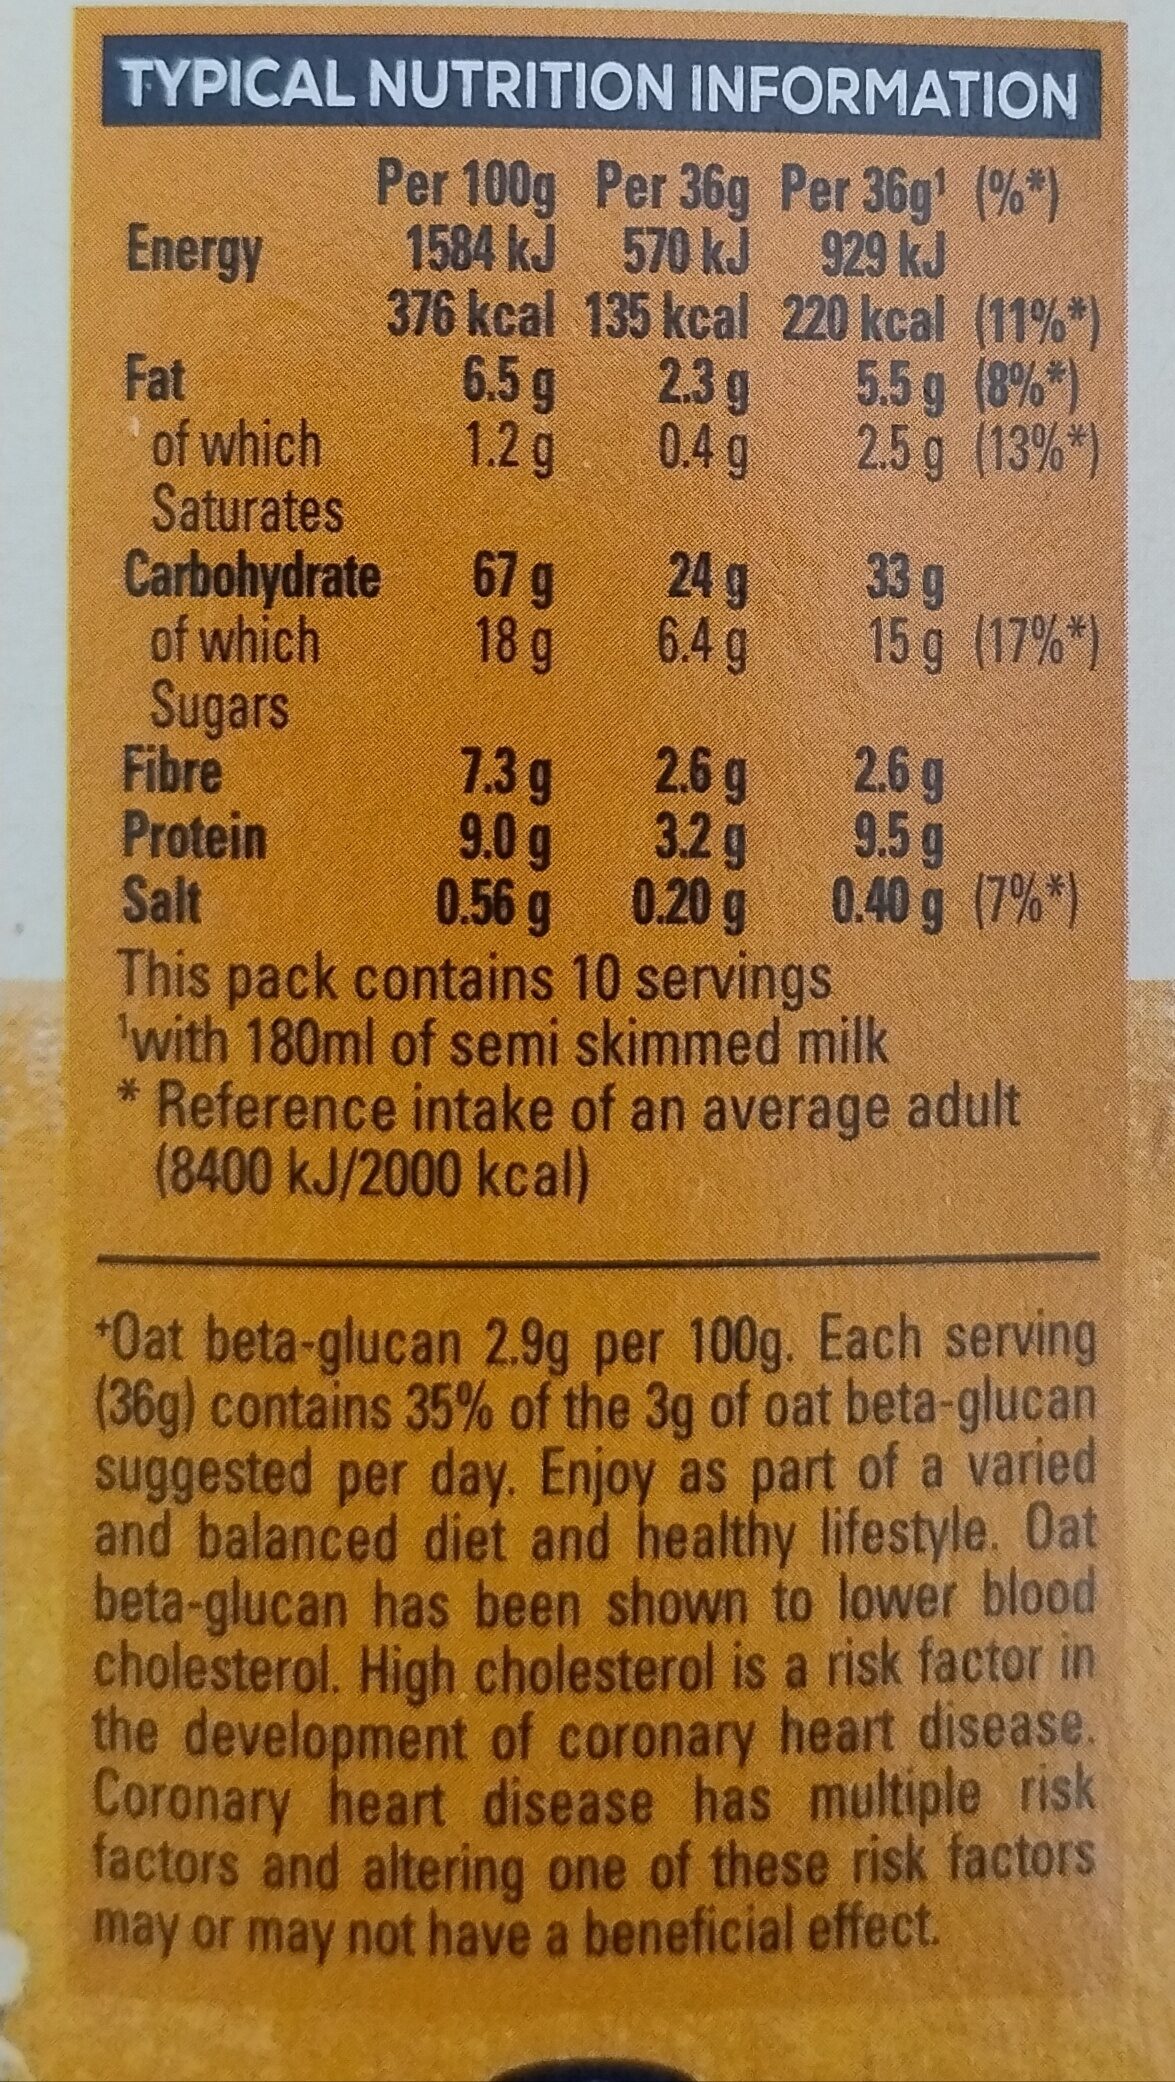 TYPICAL NUTRITION INFORMATION
Per 100g Per 36g Per 36g¹ (%*)
Energy 1584 kJ 570 kJ 929 kJ
376 kcal 135 kcal 220 kcal (11%*)
Fat 6.5 g 2.3 g 5.5 g (8%*)
of which 1.2 g 0.4 g 2.5 g (13%*)
Saturates
Carbohydrate 67 g 24 g 33 g
of which 18 g 6.4 g 15 g (17%*)
Sugars
Fibre 7.3 g 2.6 g 2.6 g
Protein 9.0 g 3.2 g 9.5 g
Salt 0.56 g 0.20 g 0.40 g (7%*)
This pack contains 10 servings
¹with 180ml of semi skimmed milk
* Reference intake of an average adult
(8400 kJ/2000 kcal)
⁺Oat beta-glucan 2.9g per 100g. Each serving
(36g) contains 35% of the 3g of oat beta-glucan
suggested per day. Enjoy as part of a varied
and balanced diet and healthy lifestyle. Oat
beta-glucan has been shown to lower blood
cholesterol. High cholesterol is a risk factor in
the development of coronary heart disease.
Coronary heart disease has multiple risk
factors and altering one of these risk factors
may or may not have a beneficial effect.